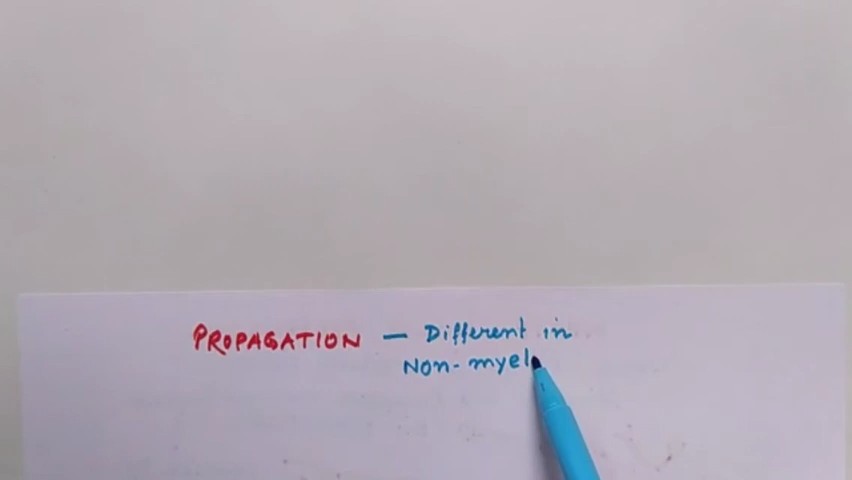 PROPAGATION — Different in
Non-myel